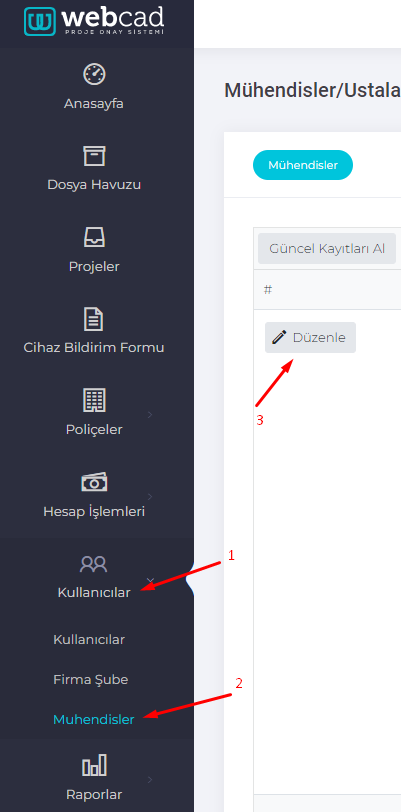 webcad
PROJE ONAY SİSTEMİ
Anasayfa
Dosya Havuzu
Projeler
Cihaz Bildirim Formu
Poliçeler
Hesap İşlemleri
Kullanıcılar
Kullanıcılar
Firma Şube
Muhendisler
Raporlar
Mühendisler/Ustala
Mühendisler
Güncel Kayıtları Al
#
Düzenle
3
1
2